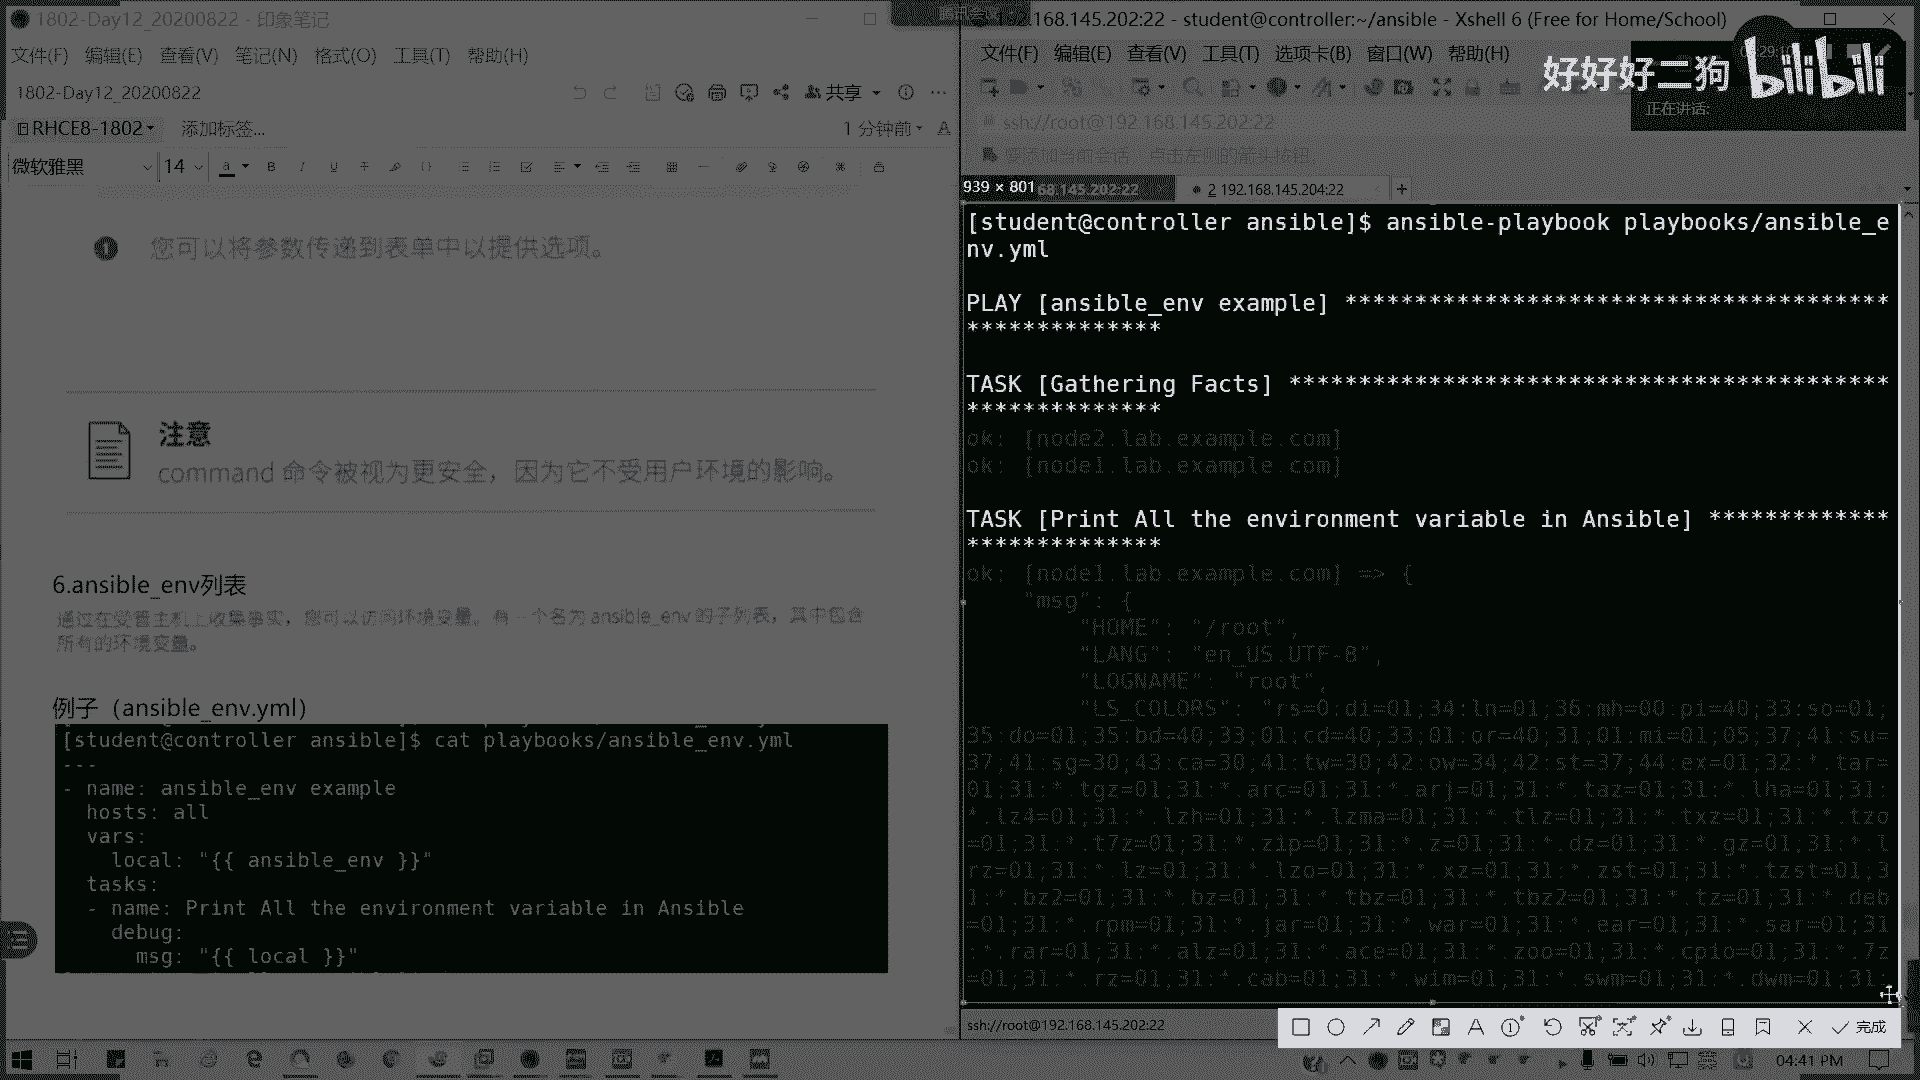 1802-Day12_20200822 - 印象笔记
文件(F) 编辑(E) 查看(V) 笔记(N) 格式(O) 工具(T) 帮助(H)
1802-Day12_20200822
共享
RHCE8-1802
添加标签...
1 分钟前
微软雅黑
14
您可以将参数传递到表单中以提供选项。
注意
command 命令被视为更安全，因为它不受用户环境的影响。
6.ansible_env列表
通过在受管主机上收集事实，您可以访问环境变量。有一个名为 ansible_env 的子列表，其中包含
所有的环境变量。
例子（ansible_env.yml）
[student@controller ansible]$ cat playbooks/ansible_env.yml
---
- name: ansible_env example
  hosts: all
  vars:
    local: "{{ ansible_env }}"
  tasks:
  - name: Print All the environment variable in Ansible
    debug:
      msg: "{{ local }}"
.168.145.202:22 - student@controller:~/ansible - Xshell 6 (Free for Home/School)
文件(F) 编辑(E) 查看(V) 工具(T) 选项卡(B) 窗口(W) 帮助(H)
好好好二狗 bilibili
正在讲话:
ssh://root@192.168.145.202:22
要添加当前会话，点击左侧的箭头按钮。
939 × 801
68.145.202:22
2 192.168.145.204:22
[student@controller ansible]$ ansible-playbook playbooks/ansible_e
nv.yml
PLAY [ansible_env example] ***************************************
**************
TASK [Gathering Facts] *******************************************
**************
ok: [node2.lab.example.com]
ok: [node1.lab.example.com]
TASK [Print All the environment variable in Ansible] *************
**************
ok: [node1.lab.example.com] => {
    "msg": {
        "HOME": "/root",
        "LANG": "en_US.UTF-8",
        "LOGNAME": "root",
        "LS_COLORS": "rs=0:di=01;34:ln=01;36:mh=00:pi=40;33:so=01;
35:do=01;35:bd=40;33;01:cd=40;33;01:or=40;31;01:mi=01;05;37;41:su=
37;41:sg=30;43:ca=30;41:tw=30;42:ow=34;42:st=37;44:ex=01;32:*.tar=
01;31:*.tgz=01;31:*.arc=01;31:*.arj=01;31:*.taz=01;31:*.lha=01;31:
*.lz4=01;31:*.lzh=01;31:*.lzma=01;31:*.tlz=01;31:*.txz=01;31:*.tzo
=01;31:*.t7z=01;31:*.zip=01;31:*.z=01;31:*.dz=01;31:*.gz=01;31:*.l
rz=01;31:*.lz=01;31:*.lzo=01;31:*.xz=01;31:*.zst=01;31:*.tzst=01;3
1:*.bz2=01;31:*.bz=01;31:*.tbz=01;31:*.tbz2=01;31:*.tz=01;31:*.deb
=01;31:*.rpm=01;31:*.jar=01;31:*.war=01;31:*.ear=01;31:*.sar=01;31
:*.rar=01;31:*.alz=01;31:*.ace=01;31:*.zoo=01;31:*.cpio=01;31:*.7z
=01;31:*.rz=01;31:*.cab=01;31:*.wim=01;31:*.swm=01;31:*.dwm=01;31:
ssh://root@192.168.145.202:22
完成
04:41 PM